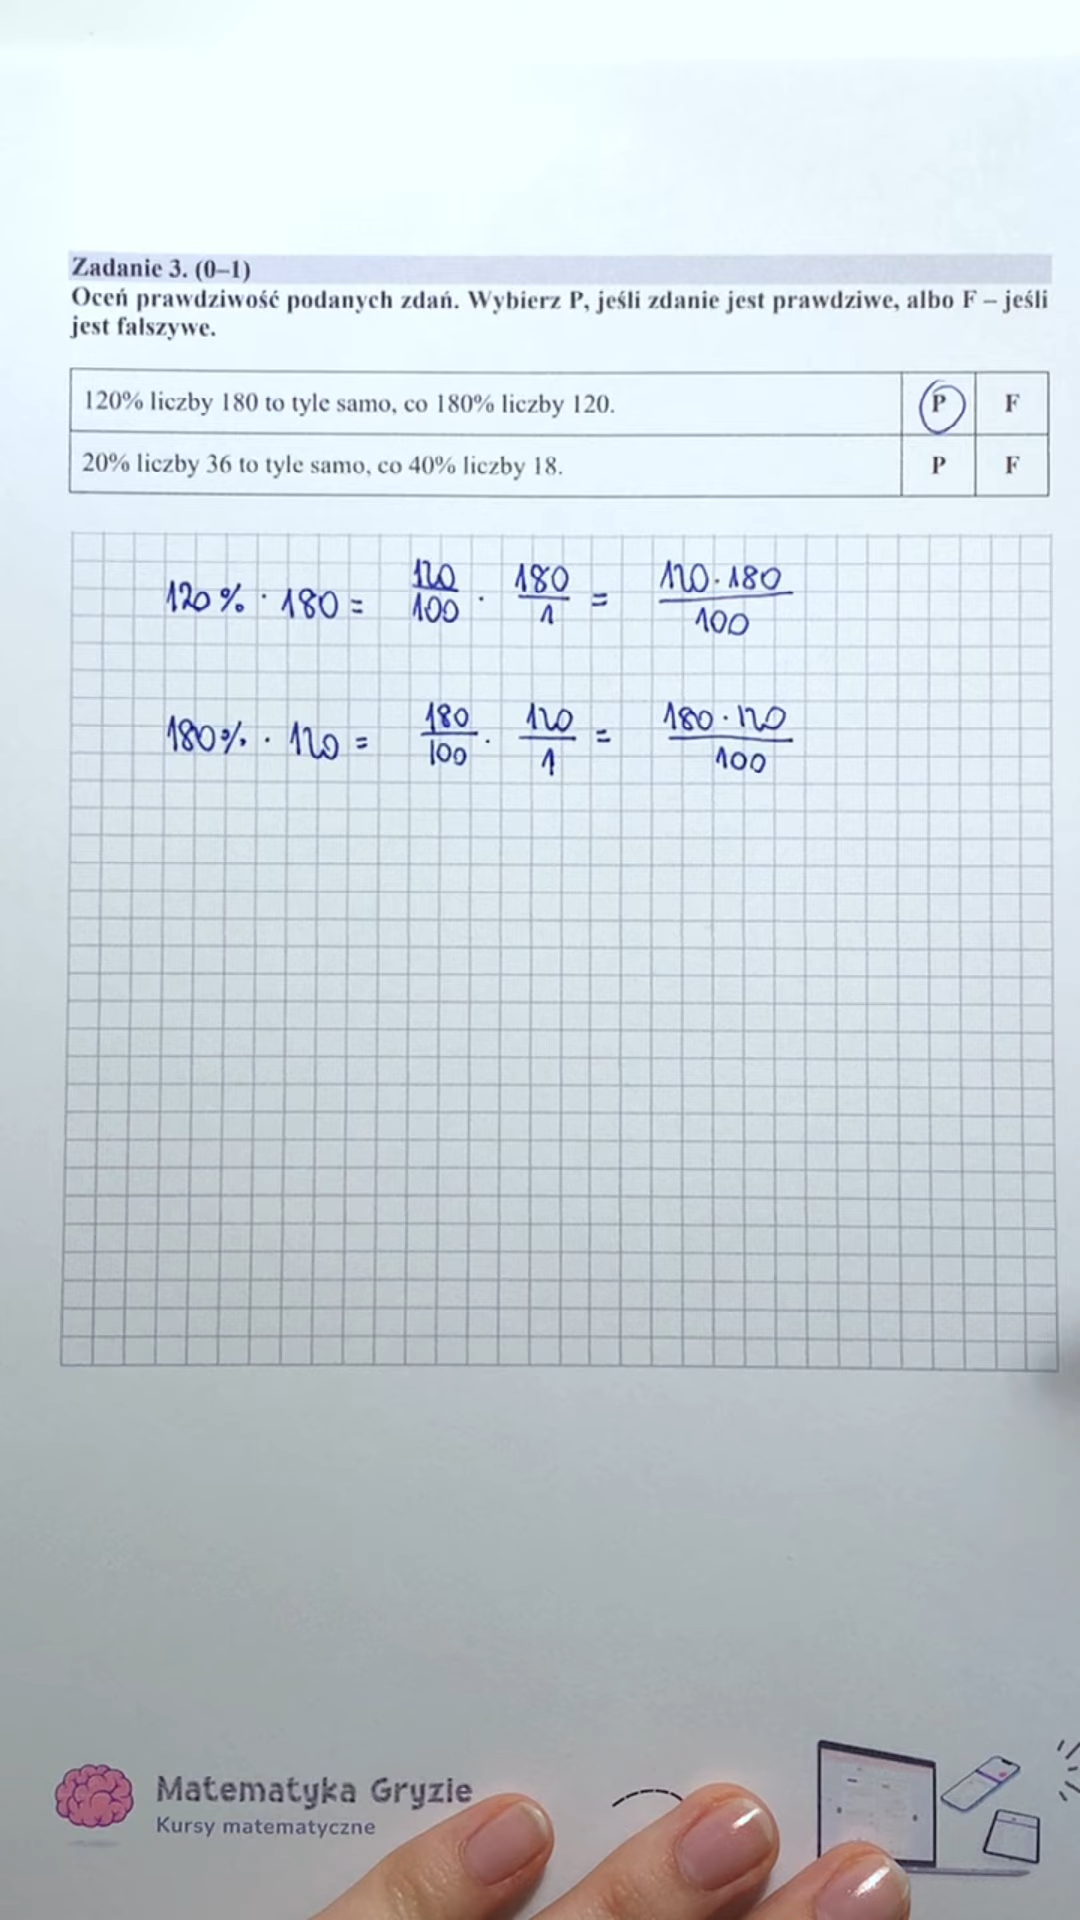 Zadanie 3. (0–1)
Oceń prawdziwość podanych zdań. Wybierz P, jeśli zdanie jest prawdziwe, albo F – jeśli
jest fałszywe.
120% liczby 180 to tyle samo, co 180% liczby 120. P F
20% liczby 36 to tyle samo, co 40% liczby 18. P F
120% · 180 = 120/100 · 180/1 = 120·180/100
180% · 120 = 180/100 · 120/1 = 180·120/100
Matematyka Gryzie
Kursy matematyczne